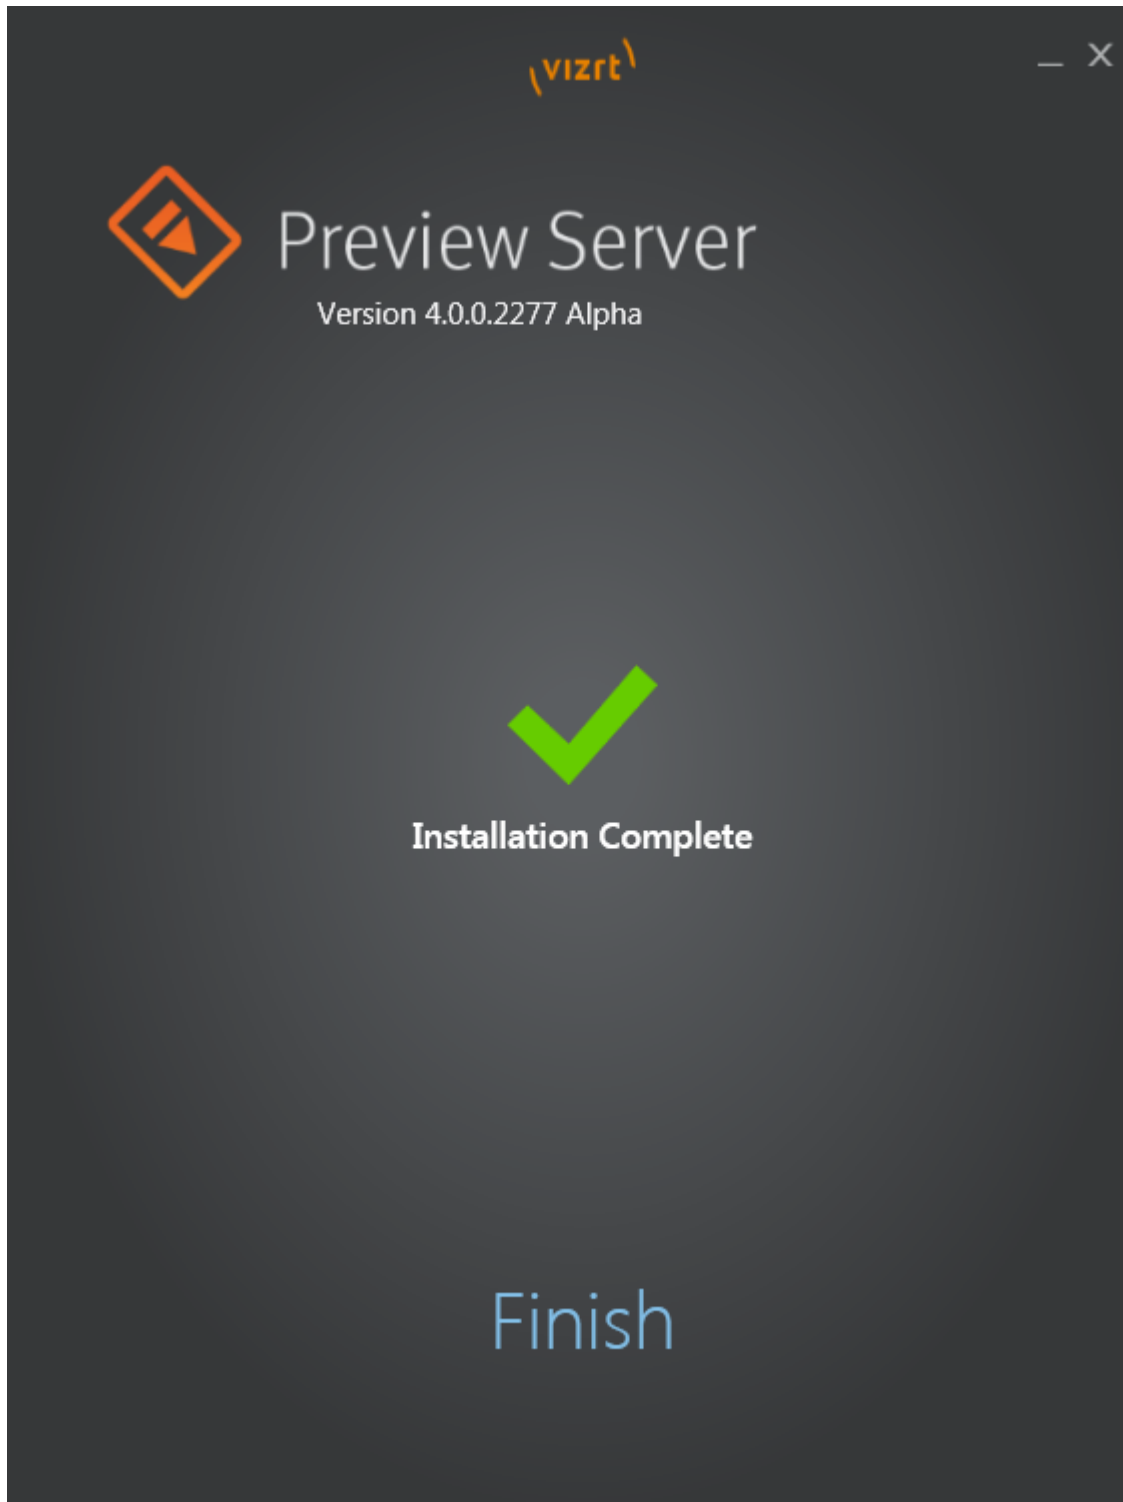 vizrt
Preview Server
Version 4.0.0.2277 Alpha
Installation Complete
Finish